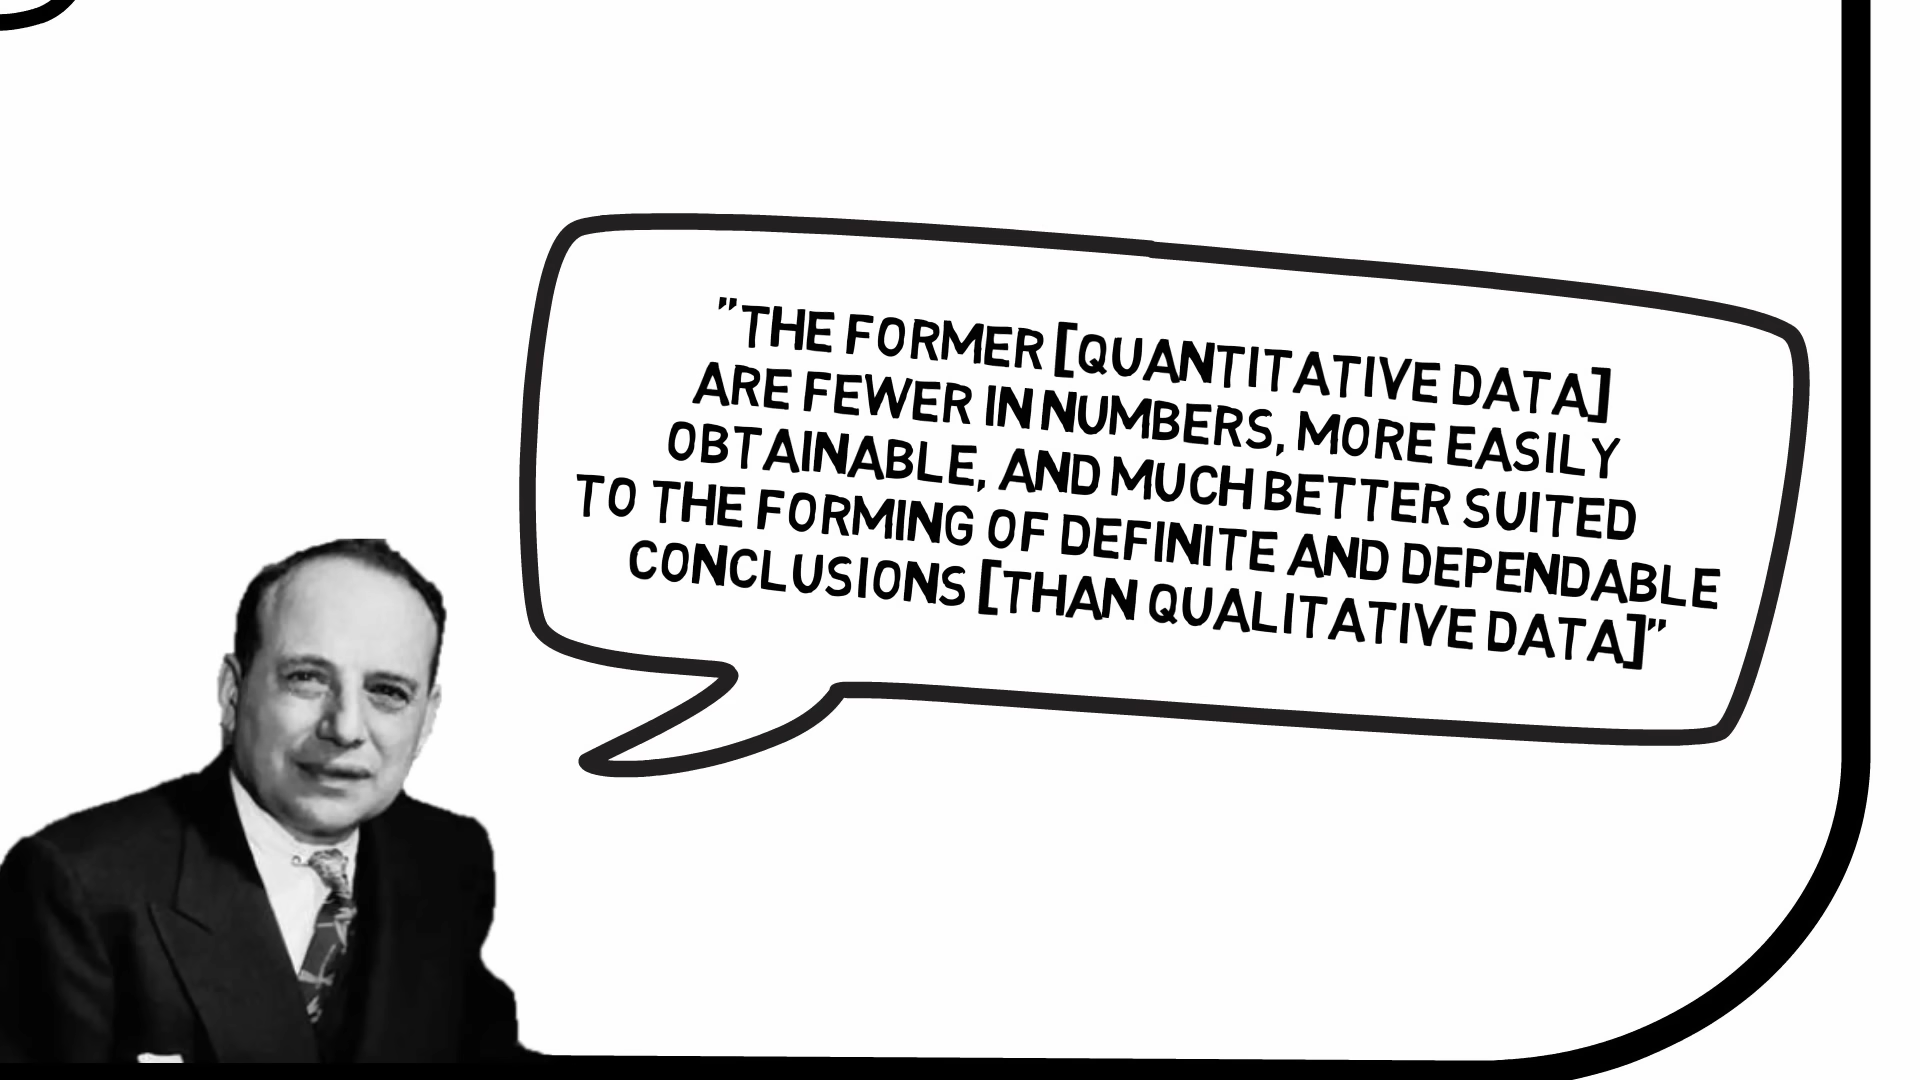 "THE FORMER [QUANTITATIVE DATA]
ARE FEWER IN NUMBERS, MORE EASILY
OBTAINABLE, AND MUCH BETTER SUITED
TO THE FORMING OF DEFINITE AND DEPENDABLE
CONCLUSIONS [THAN QUALITATIVE DATA]"